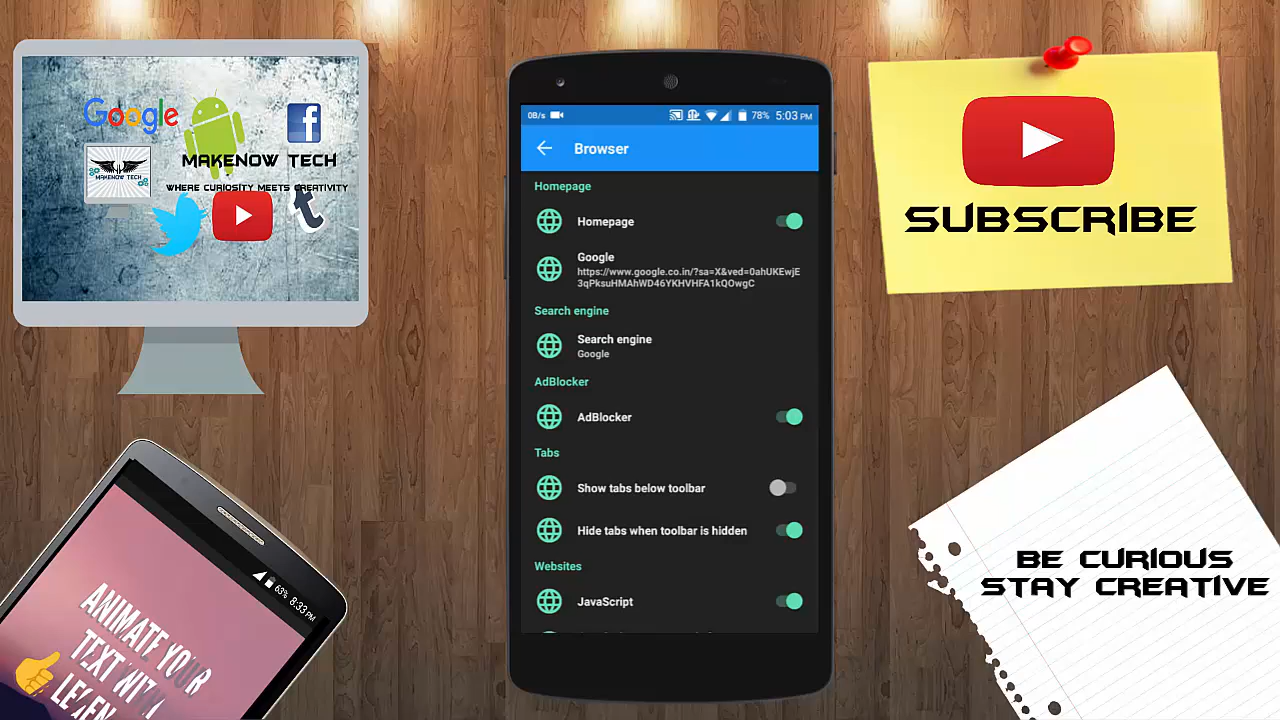 Google
MAKENOW TECH
MAKENOW TECH
WHERE CURIOSITY MEETS CREATIVITY
0B/s
78% 5:03 PM
Browser
Homepage
Homepage
Google
https://www.google.co.in/?sa=X&ved=0ahUKEwjE
3qPksuHMAhWD46YKHVHFA1kQOwgC
Search engine
Search engine
Google
AdBlocker
AdBlocker
Tabs
Show tabs below toolbar
Hide tabs when toolbar is hidden
Websites
JavaScript
SUBSCRIBE
63% 8:33 PM
ANIMATE YOUR
TEXT WITH
BE CURIOUS
STAY CREATIVE